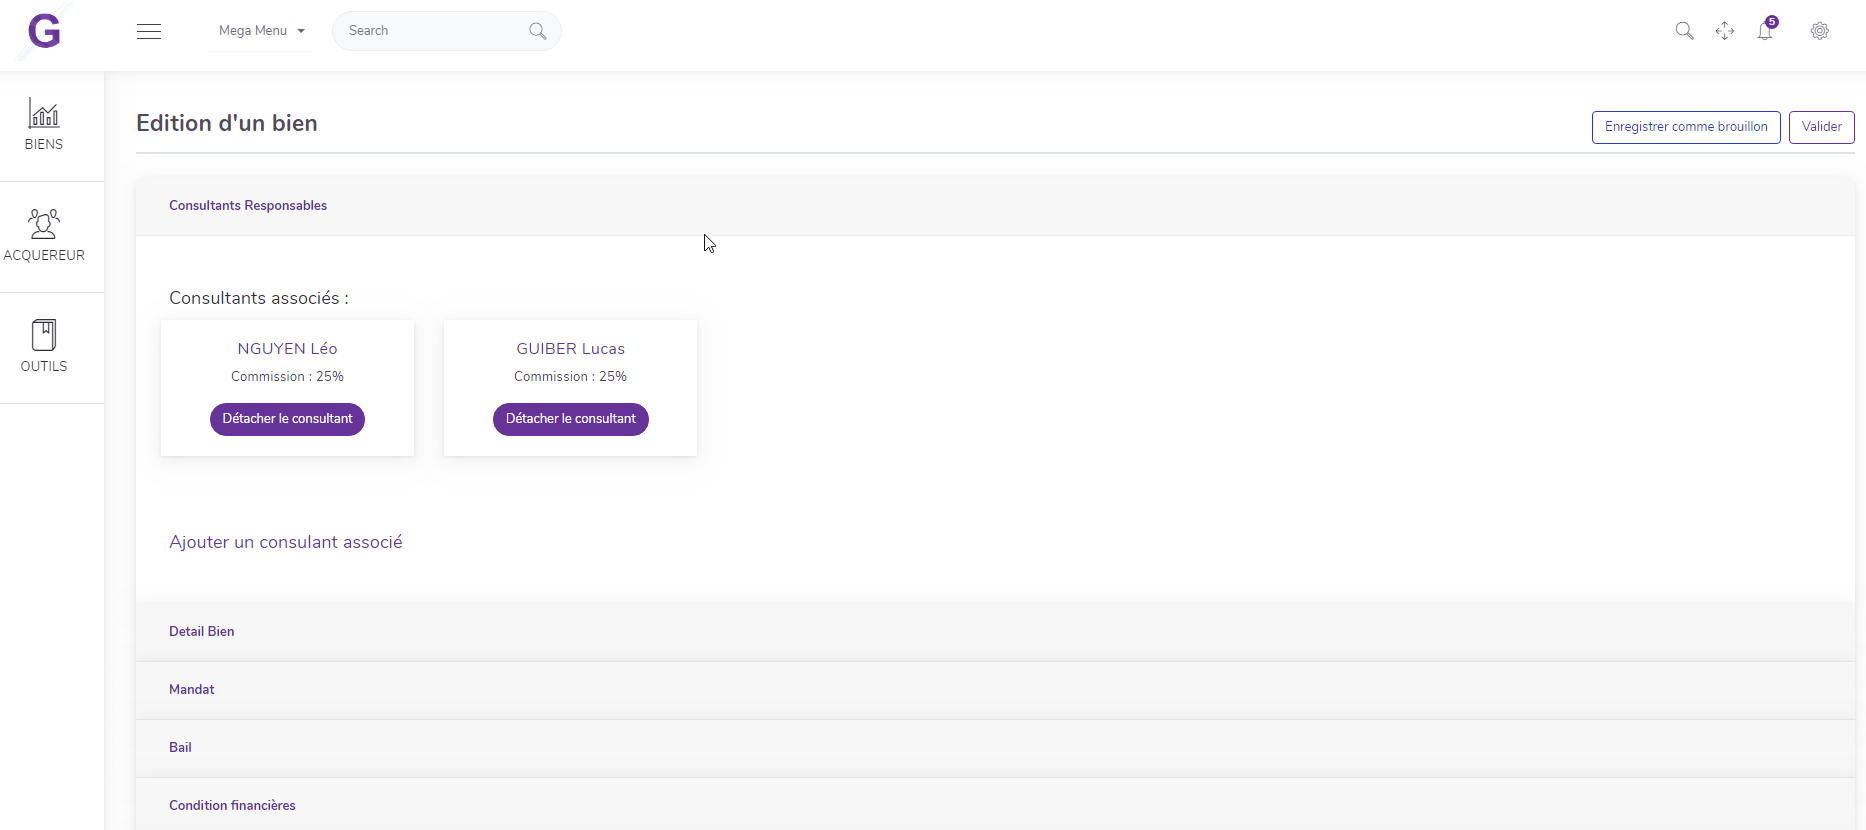 G
Mega Menu
Search
5
BIENS
ACQUEREUR
OUTILS
Edition d'un bien
Enregistrer comme brouillon
Valider
Consultants Responsables
Consultants associés :
NGUYEN Léo
Commission : 25%
Détacher le consultant
GUIBER Lucas
Commission : 25%
Détacher le consultant
Ajouter un consulant associé
Detail Bien
Mandat
Bail
Condition financières